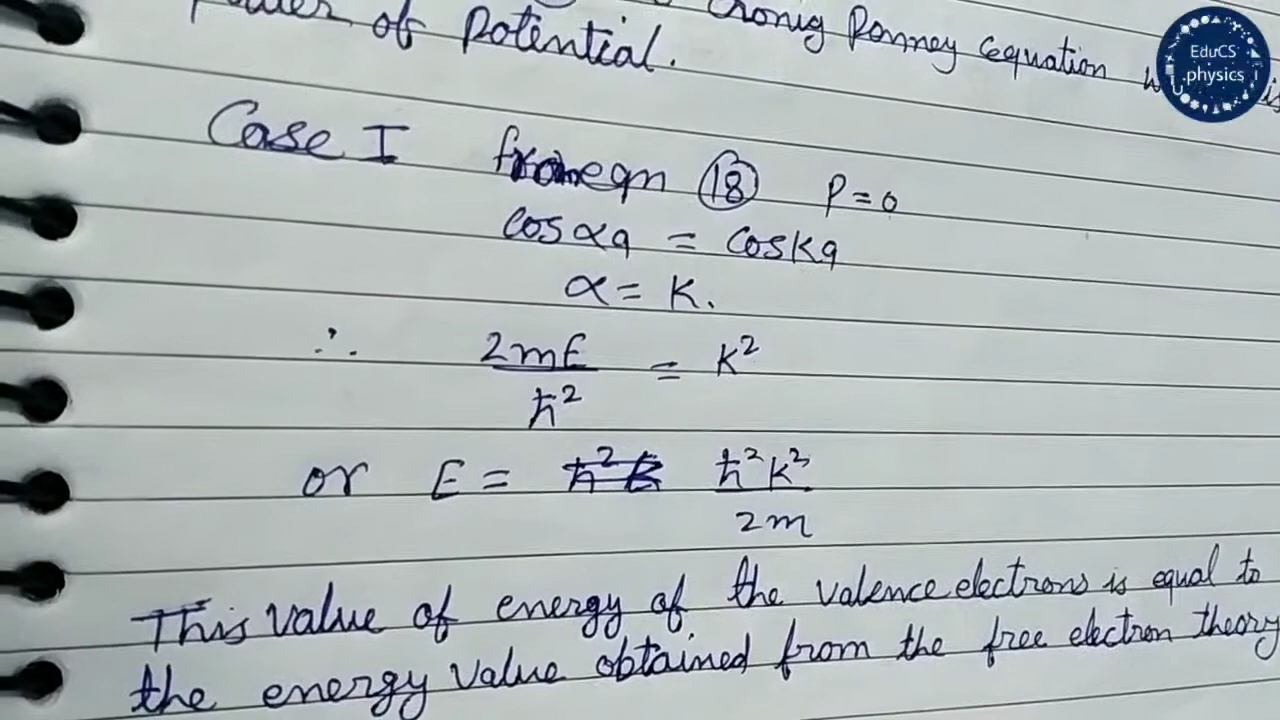 of Potential.
Kronig Penney equation
EduCS
physics
Case I from eqn (18) P = 0
cos αa = cos Ka
α = K.
∴ 2mE / ħ² = K²
or E = ħ²K² / 2m
This value of energy of the valence electrons is equal to
the energy value obtained from the free electron theory